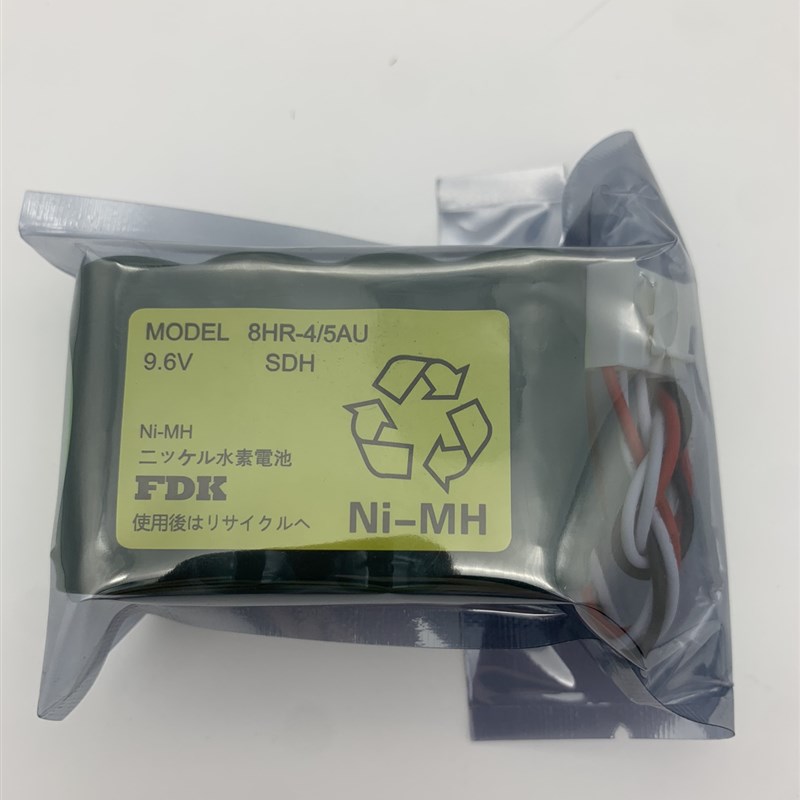 MODEL 8HR-4/5AU
9.6V SDH
Ni-MH
ニッケル水素電池
FDK
使用後はリサイクルへ
Ni-MH